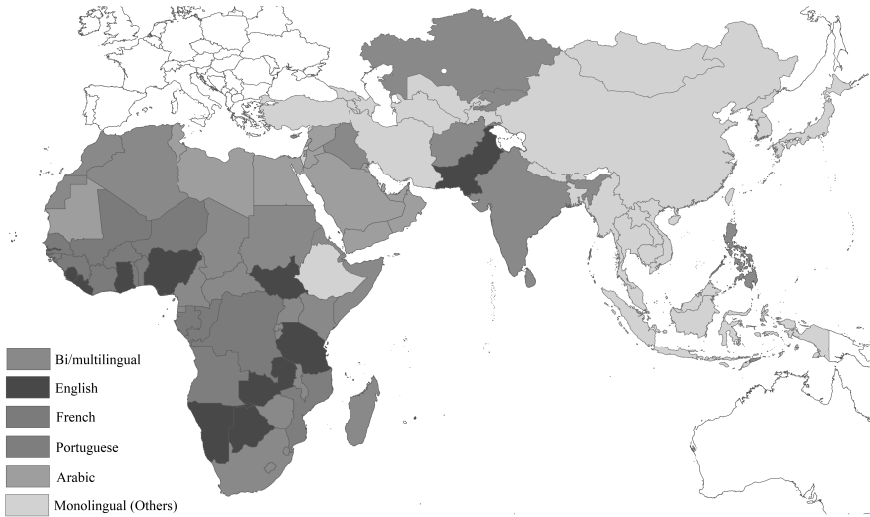 Bi/multilingual
English
French
Portuguese
Arabic
Monolingual (Others)